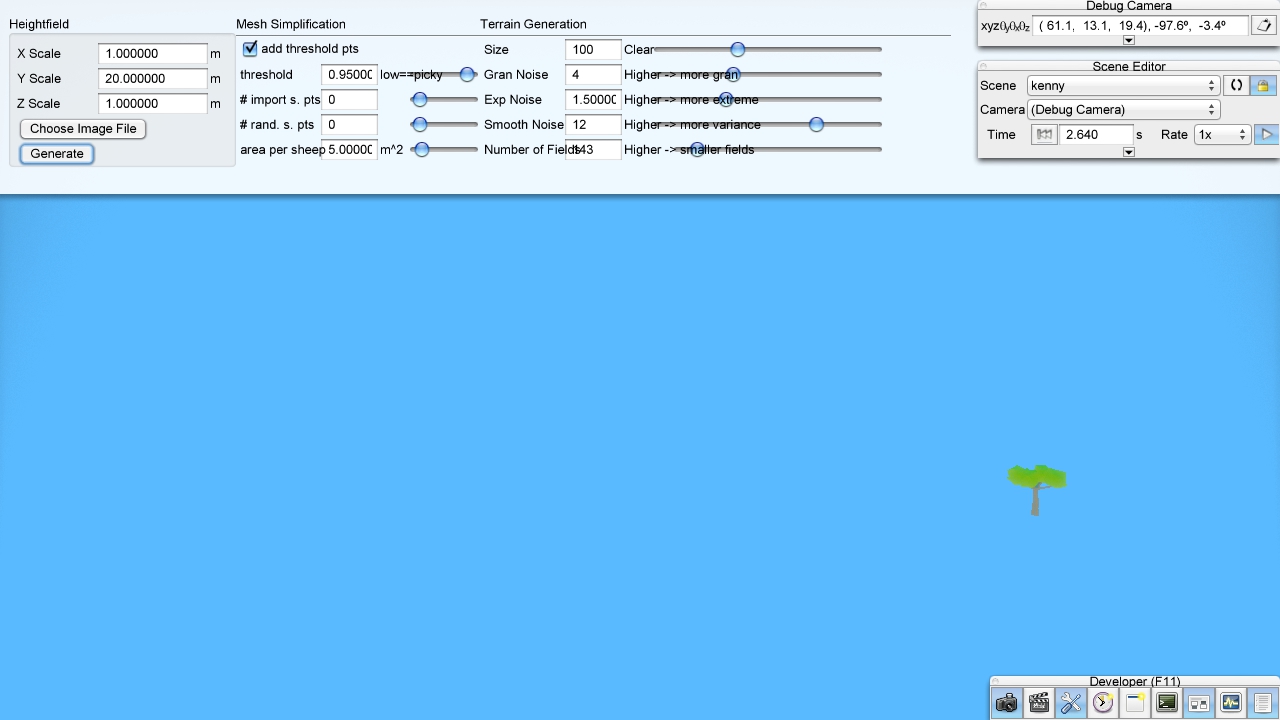 Heightfield
X Scale 1.000000 m
Y Scale 20.000000 m
Z Scale 1.000000 m
Choose Image File
Generate
Mesh Simplification
add threshold pts
threshold 0.95000 low==picky
# import s. pts 0
# rand. s. pts 0
area per sheep 5.00000 m^2
Terrain Generation
Size 100 Clear
Gran Noise 4 Higher -> more gran
Exp Noise 1.50000 Higher -> more extreme
Smooth Noise 12 Higher -> more variance
Number of Fields 143 Higher -> smaller fields
Debug Camera
( 61.1, 13.1, 19.4), -97.6º, -3.4º
Scene Editor
Scene kenny
Camera (Debug Camera)
Time 2.640 s Rate 1x
Developer (F11)